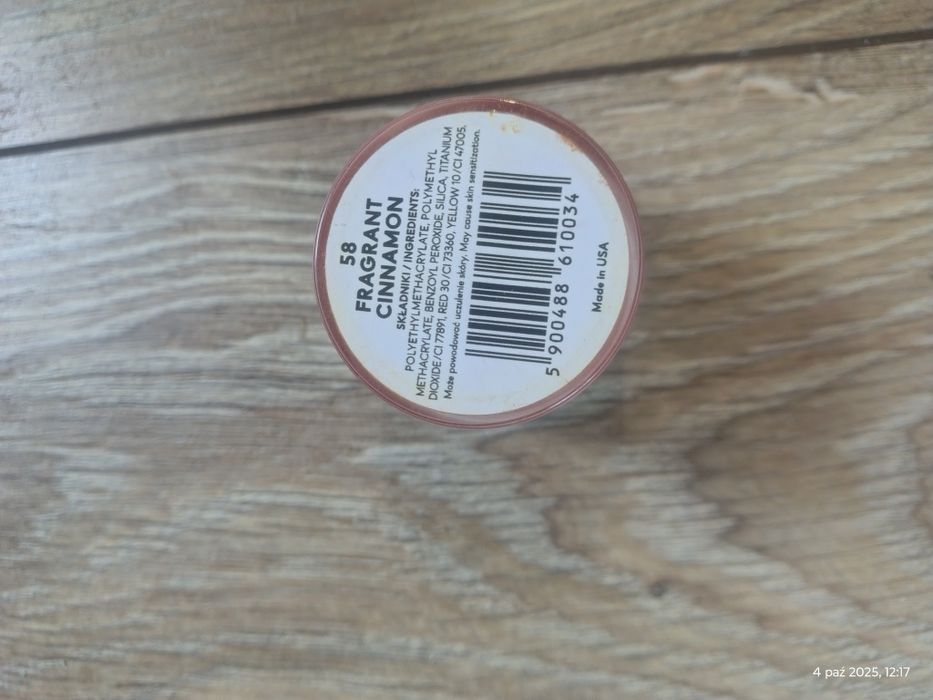 58
FRAGRANT
CINNAMON
SKŁADNIKI / INGREDIENTS:
POLYETHYLMETHACRYLATE, POLYMETHYL
METHACRYLATE, BENZOYL PEROXIDE, SILICA, TITANIUM
DIOXIDE/CI 77891, RED 30/CI 73360, YELLOW 10/CI 47005.
Może powodować uczulenie skóry. May cause skin sensitization.
5 900488 610034
Made in USA
4 paź 2025, 12:17